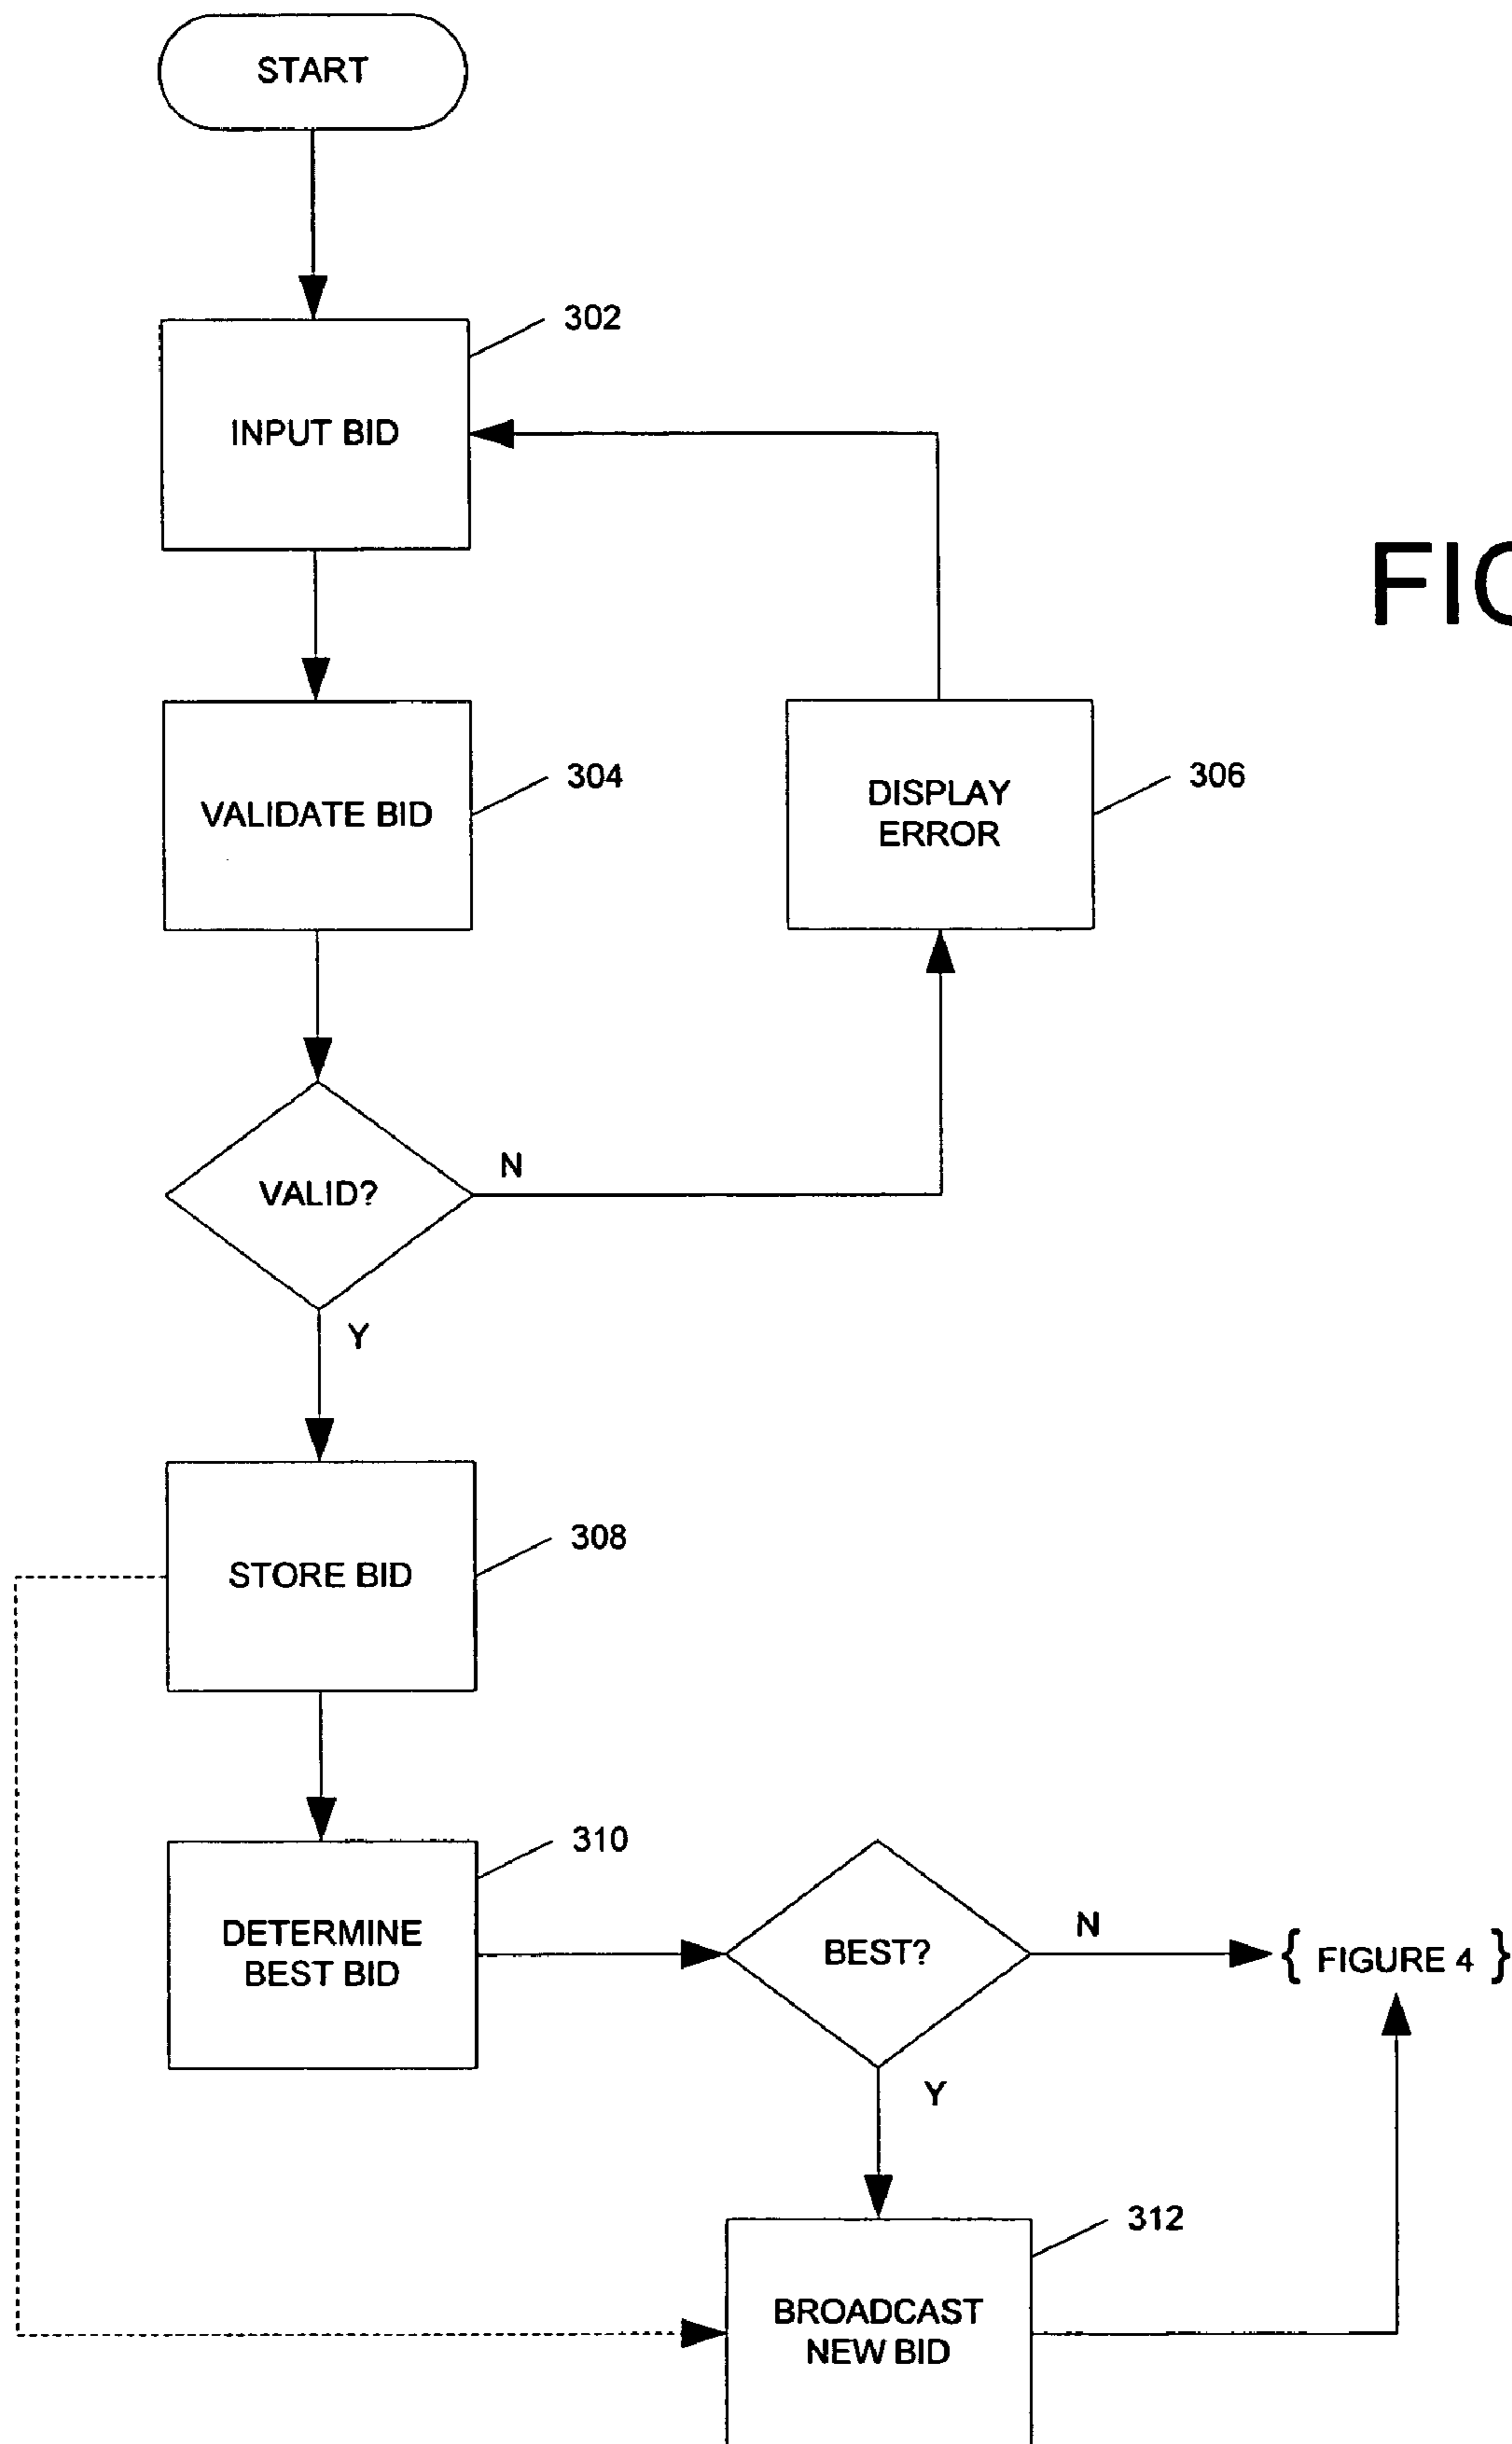 START
302
INPUT BID
FIG
304
VALIDATE BID
306
DISPLAY
ERROR
N
VALID?
Y
308
STORE BID
310
DETERMINE
BEST BID
BEST?
N
{ FIGURE 4 }
Y
312
BROADCAST
NEW BID